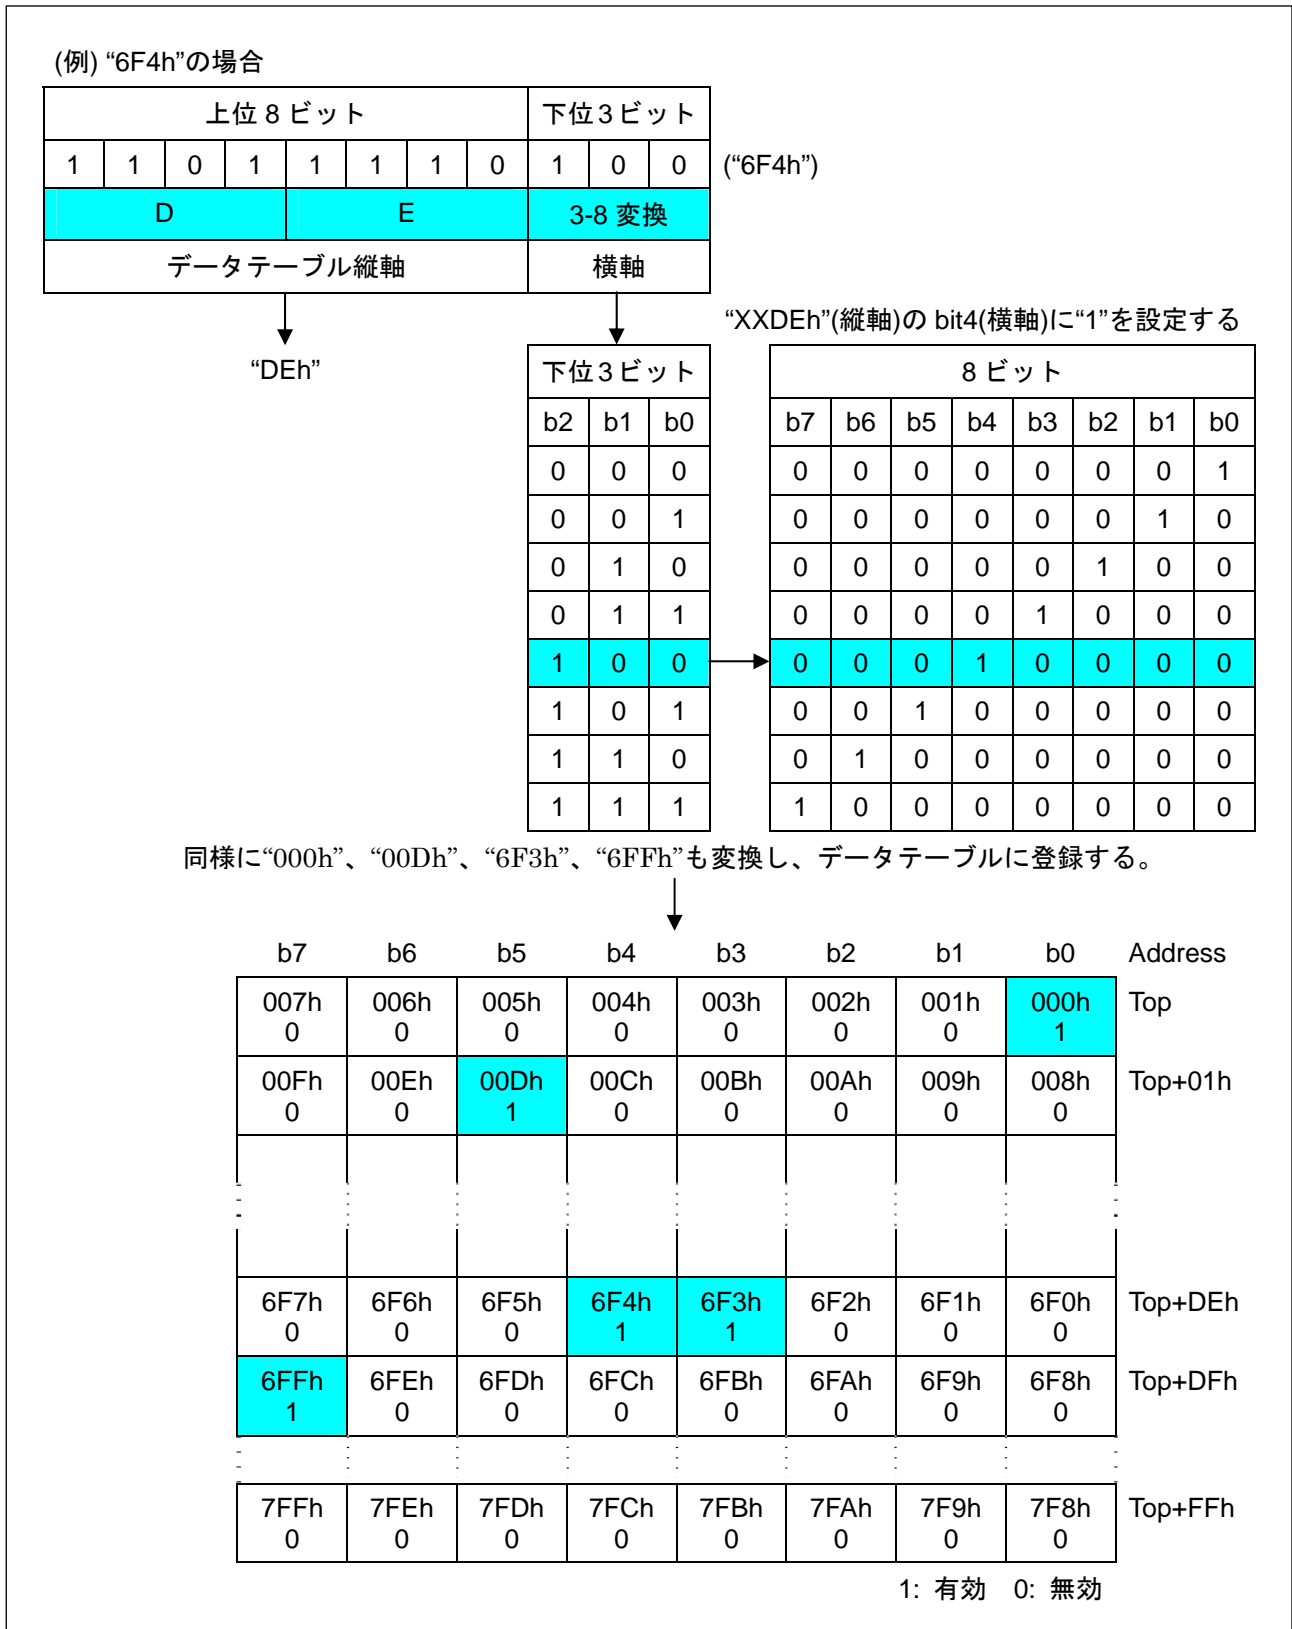 (例) “6F4h”の場合
上位 8 ビット 下位 3 ビット
1 1 0 1 1 1 1 0 1 0 0 (“6F4h”)
D E 3-8 変換
データテーブル縦軸 横軸
“XXDEh”(縦軸)の bit4(横軸)に“1”を設定する
“DEh” 下位 3 ビット 8 ビット
b2 b1 b0 b7 b6 b5 b4 b3 b2 b1 b0
0 0 0 0 0 0 0 0 0 0 1
0 0 1 0 0 0 0 0 0 1 0
0 1 0 0 0 0 0 0 1 0 0
0 1 1 0 0 0 0 1 0 0 0
1 0 0 0 0 0 1 0 0 0 0
1 0 1 0 0 1 0 0 0 0 0
1 1 0 0 1 0 0 0 0 0 0
1 1 1 1 0 0 0 0 0 0 0
同様に“000h”、“00Dh”、“6F3h”、“6FFh”も変換し、データテーブルに登録する。
b7 b6 b5 b4 b3 b2 b1 b0 Address
007h 006h 005h 004h 003h 002h 001h 000h Top
0 0 0 0 0 0 0 1
00Fh 00Eh 00Dh 00Ch 00Bh 00Ah 009h 008h Top+01h
0 0 1 0 0 0 0 0
6F7h 6F6h 6F5h 6F4h 6F3h 6F2h 6F1h 6F0h Top+DEh
0 0 0 1 1 0 0 0
6FFh 6FEh 6FDh 6FCh 6FBh 6FAh 6F9h 6F8h Top+DFh
1 0 0 0 0 0 0 0
7FFh 7FEh 7FDh 7FCh 7FBh 7FAh 7F9h 7F8h Top+FFh
0 0 0 0 0 0 0 0
1: 有効 0: 無効